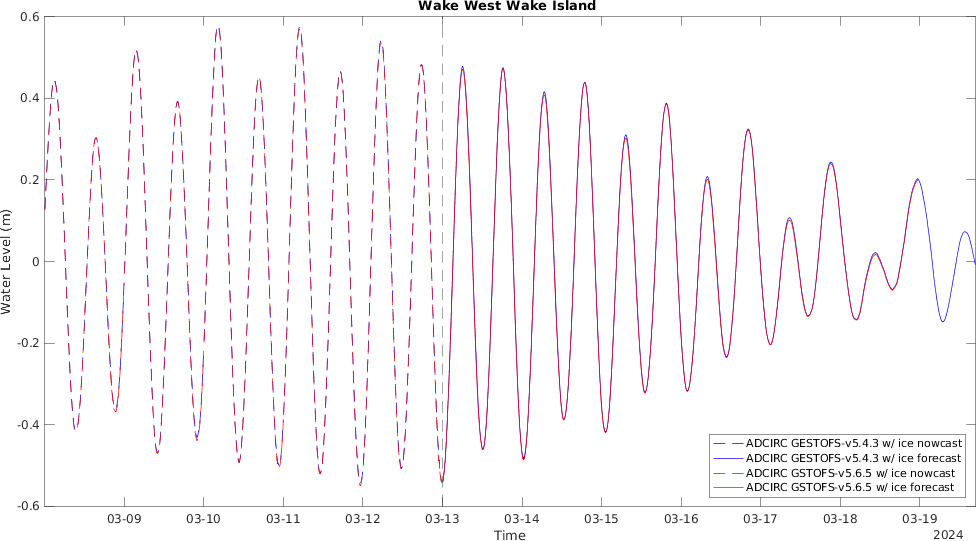 Wake West Wake Island
0.6
0.4
0.2
0
-0.2
-0.4
-0.6
Water Level (m)
ADCIRC GESTOFS-v5.4.3 w/ ice nowcast
ADCIRC GESTOFS-v5.4.3 w/ ice forecast
ADCIRC GSTOFS-v5.6.5 w/ ice nowcast
ADCIRC GSTOFS-v5.6.5 w/ ice forecast
03-09 03-10 03-11 03-12 03-13 03-14 03-15 03-16 03-17 03-18 03-19
Time
2024